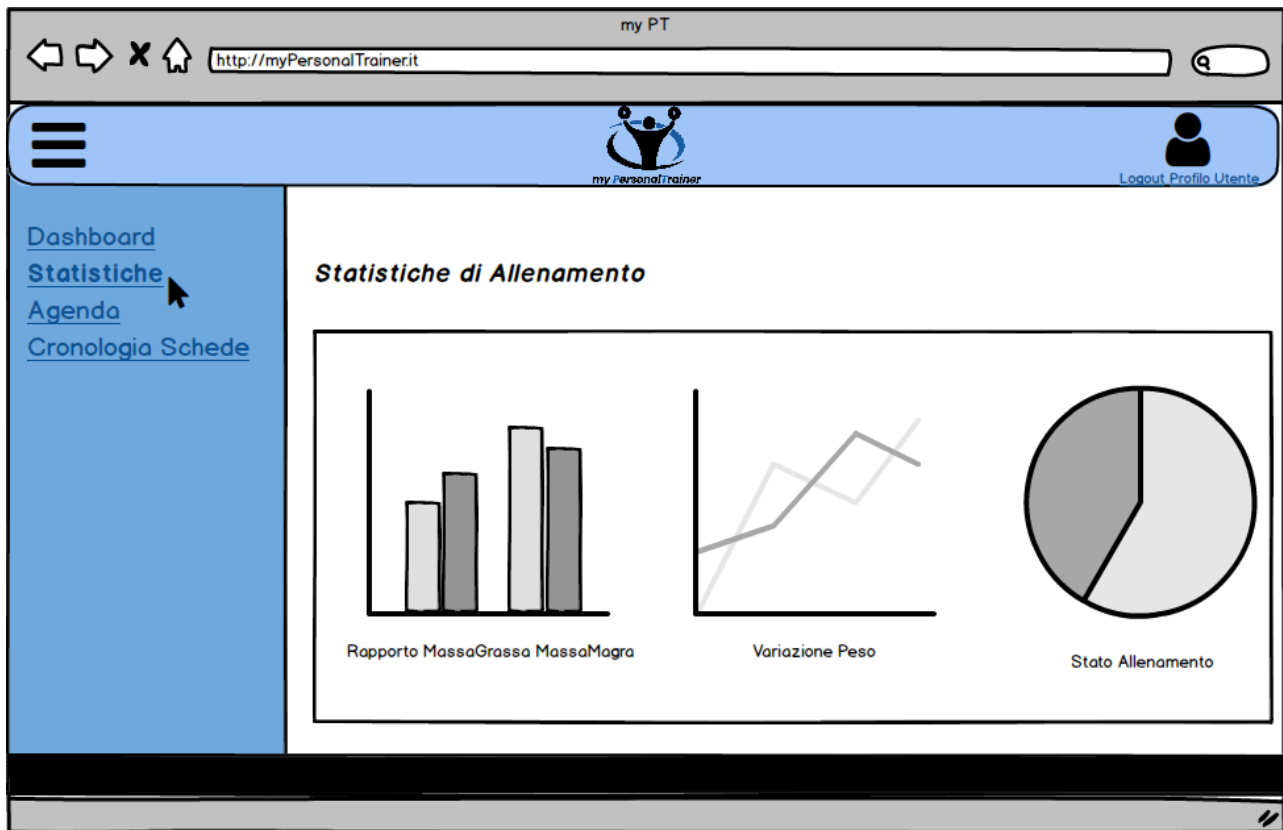 my PT
http://myPersonalTrainer.it
my PersonalTrainer
Logout Profilo Utente
Dashboard
Statistiche
Agenda
Cronologia Schede
Statistiche di Allenamento
Rapporto MassaGrassa MassaMagra
Variazione Peso
Stato Allenamento